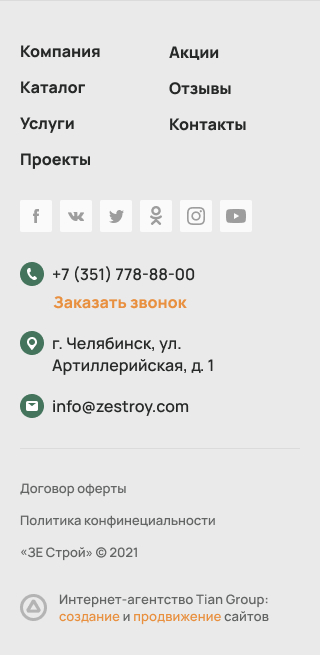 Компания
Акции
Каталог
Отзывы
Услуги
Контакты
Проекты
+7 (351) 778-88-00
Заказать звонок
г. Челябинск, ул.
Артиллерийская, д. 1
info@zestroy.com
Договор оферты
Политика конфинециальности
«ЗЕ Строй» © 2021
Интернет-агентство Tian Group:
создание и продвижение сайтов